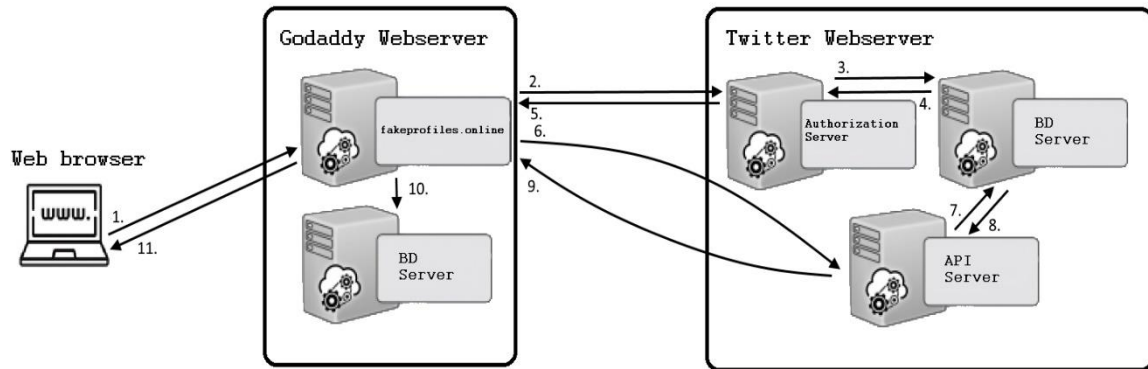 Godaddy Webserver
fakeprofiles.online
10.
BD
Server
Web browser
www.
1.
11.
2.
5.
6.
9.
Twitter Webserver
Authorization
Server
3.
4.
BD
Server
7.
8.
API
Server